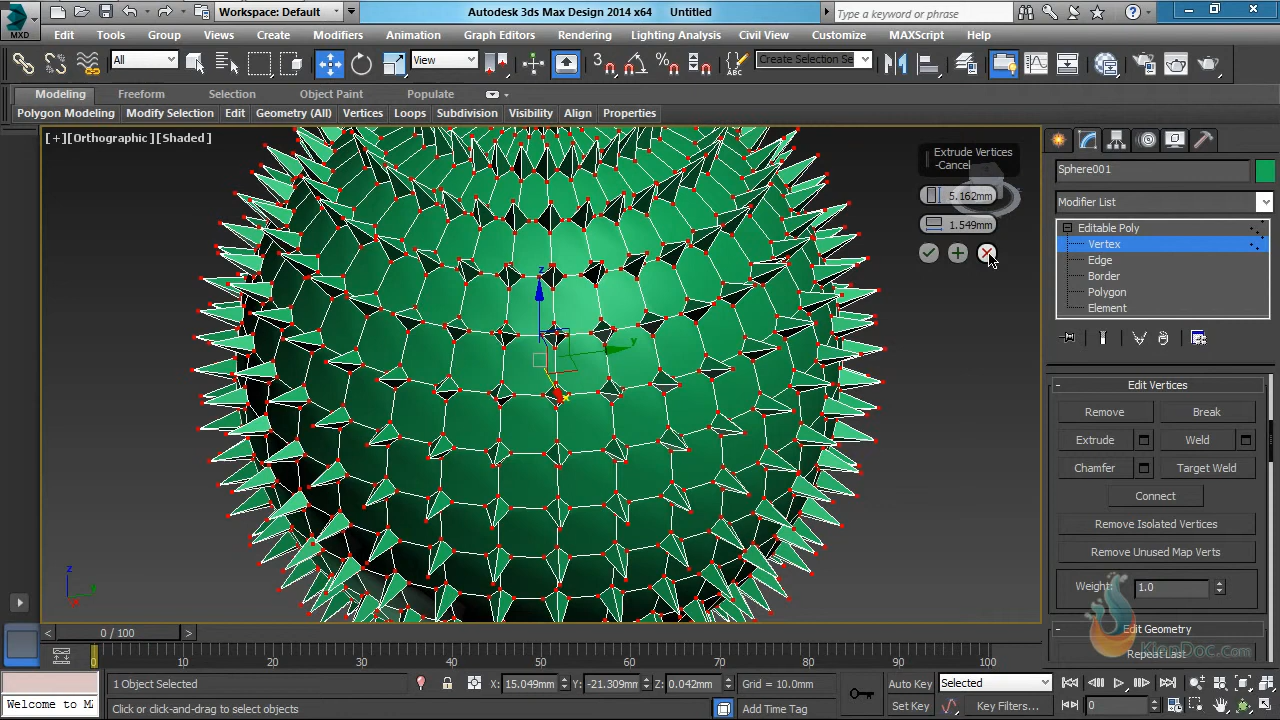 Workspace: Default
Autodesk 3ds Max Design 2014 x64
Untitled
Type a keyword or phrase
MXD
Edit
Tools
Group
Views
Create
Modifiers
Animation
Graph Editors
Rendering
Lighting Analysis
Civil View
Customize
MAXScript
Help
All
View
Create Selection Se
Modeling
Freeform
Selection
Object Paint
Populate
Polygon Modeling
Modify Selection
Edit
Geometry (All)
Vertices
Loops
Subdivision
Visibility
Align
Properties
[+][Orthographic][Shaded]
Extrude Vertices
-Cancel
5.162mm
1.549mm
z
y
x
z
y
x
Sphere001
Modifier List
Editable Poly
Vertex
Edge
Border
Polygon
Element
Edit Vertices
Remove
Break
Extrude
Weld
Chamfer
Target Weld
Connect
Remove Isolated Vertices
Remove Unused Map Verts
Weight:
1.0
Edit Geometry
Repeat Last
KienDoc.com
0 / 100
0
10
20
30
40
50
60
70
80
90
100
1 Object Selected
X: 15.049mm
Y: -21.309mm
Z: 0.042mm
Grid = 10.0mm
Auto Key
Selected
Welcome to M
Click or click-and-drag to select objects
Add Time Tag
Set Key
Key Filters...
0